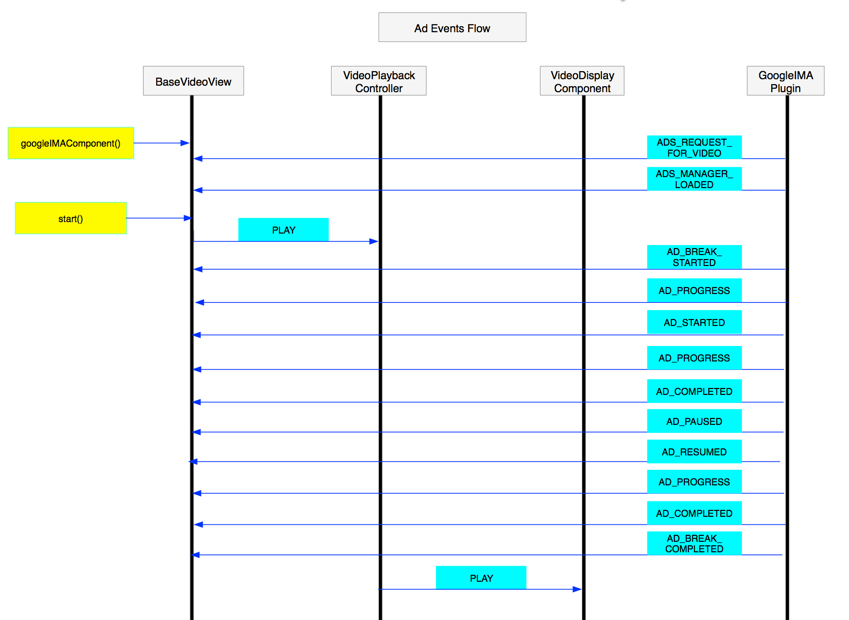 Ad Events Flow
BaseVideoView
VideoPlayback
Controller
VideoDisplay
Component
GoogleIMA
Plugin
googleIMAComponent()
ADS_REQUEST_
FOR_VIDEO
ADS_MANAGER_
LOADED
start()
PLAY
AD_BREAK_
STARTED
AD_PROGRESS
AD_STARTED
AD_PROGRESS
AD_COMPLETED
AD_PAUSED
AD_RESUMED
AD_PROGRESS
AD_COMPLETED
AD_BREAK_
COMPLETED
PLAY